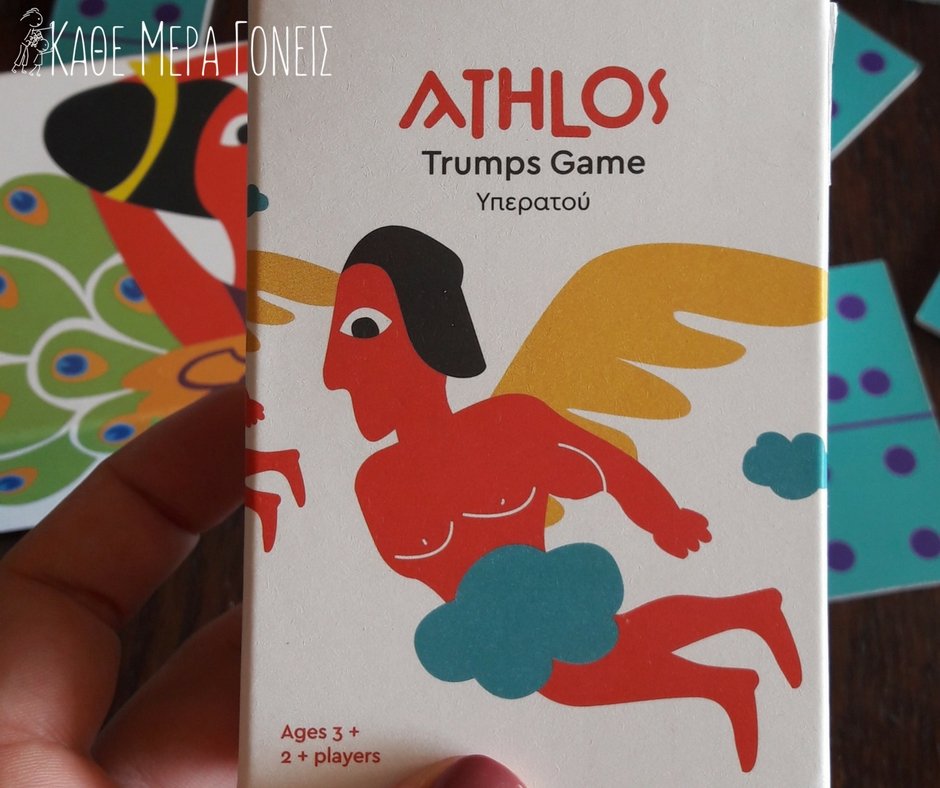 ΚΑΘΕ ΜΕΡΑ ΓΟΝΕΙΣ
ATHLOS
Trumps Game
Υπερατού
Ages 3 +
2 + players